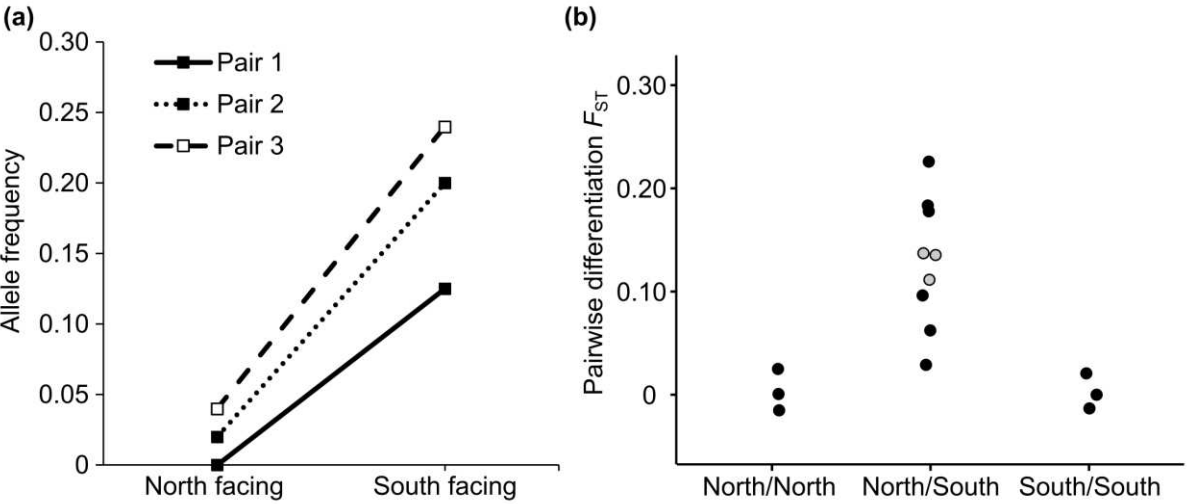 (a)
0.30
0.25
0.20
0.15
0.10
0.05
0
Allele frequency
Pair 1
Pair 2
Pair 3
North facing South facing
(b)
Pairwise differentiation FST
0.30
0.20
0.10
0
North/North North/South South/South